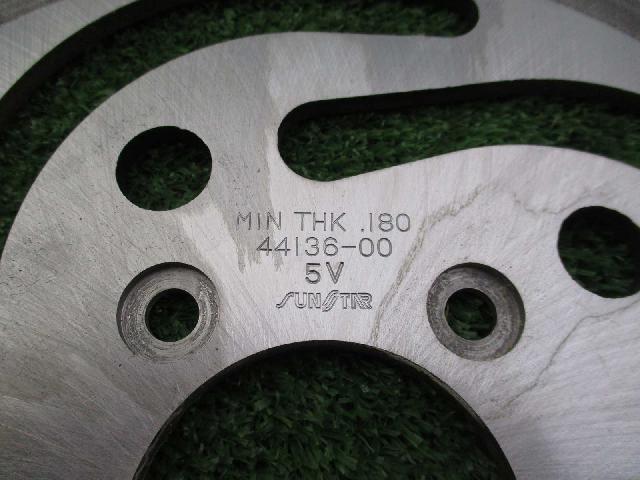 MIN THK .180
44136-00
5V
SUNSTAR